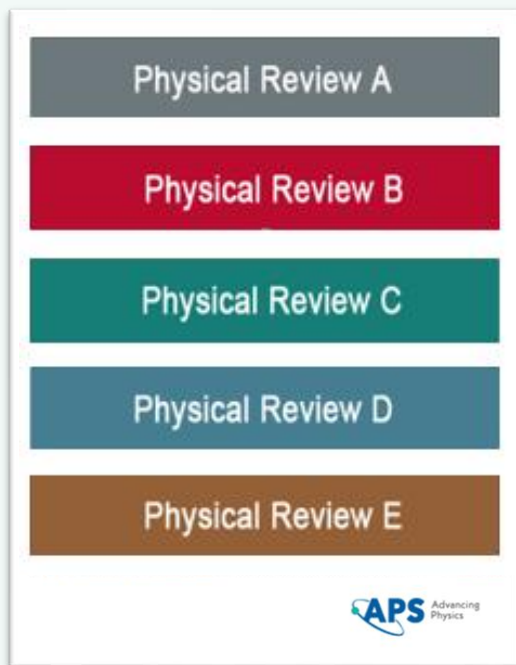 Physical Review A
Physical Review B
Physical Review C
Physical Review D
Physical Review E
APS Advancing
Physics